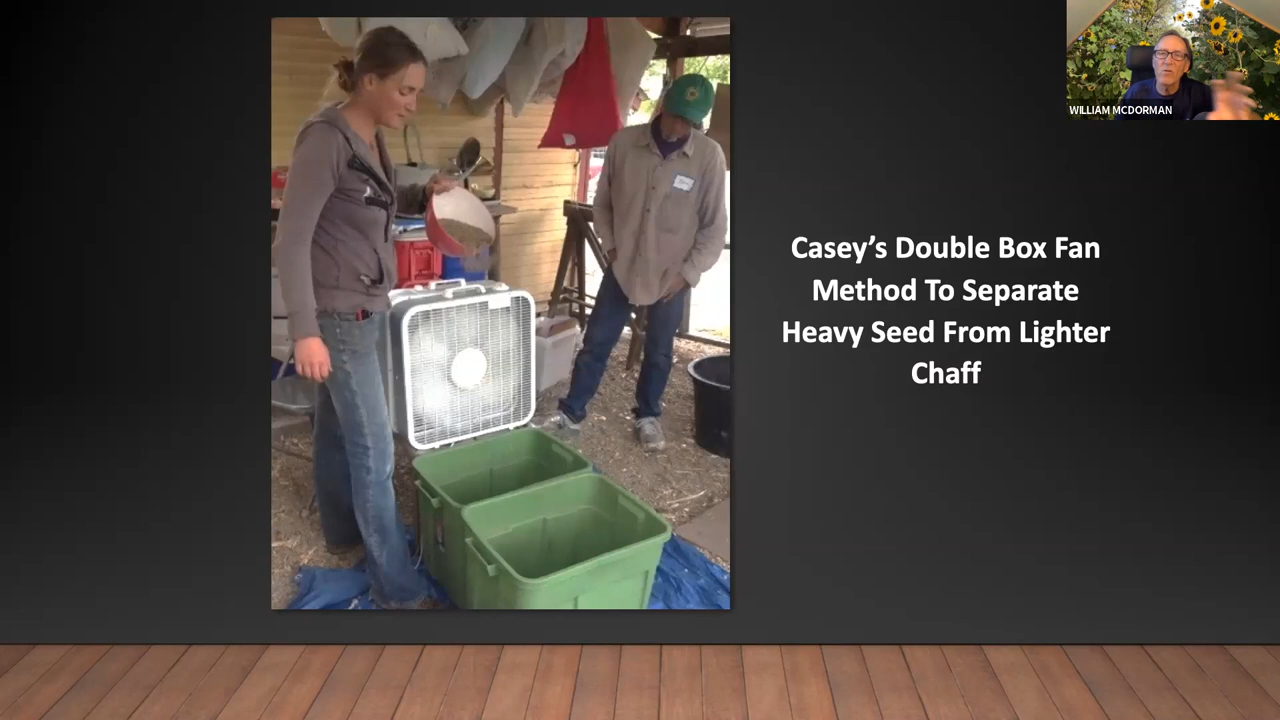 WILLIAM MCDORMAN
Casey’s Double Box Fan
Method To Separate
Heavy Seed From Lighter
Chaff